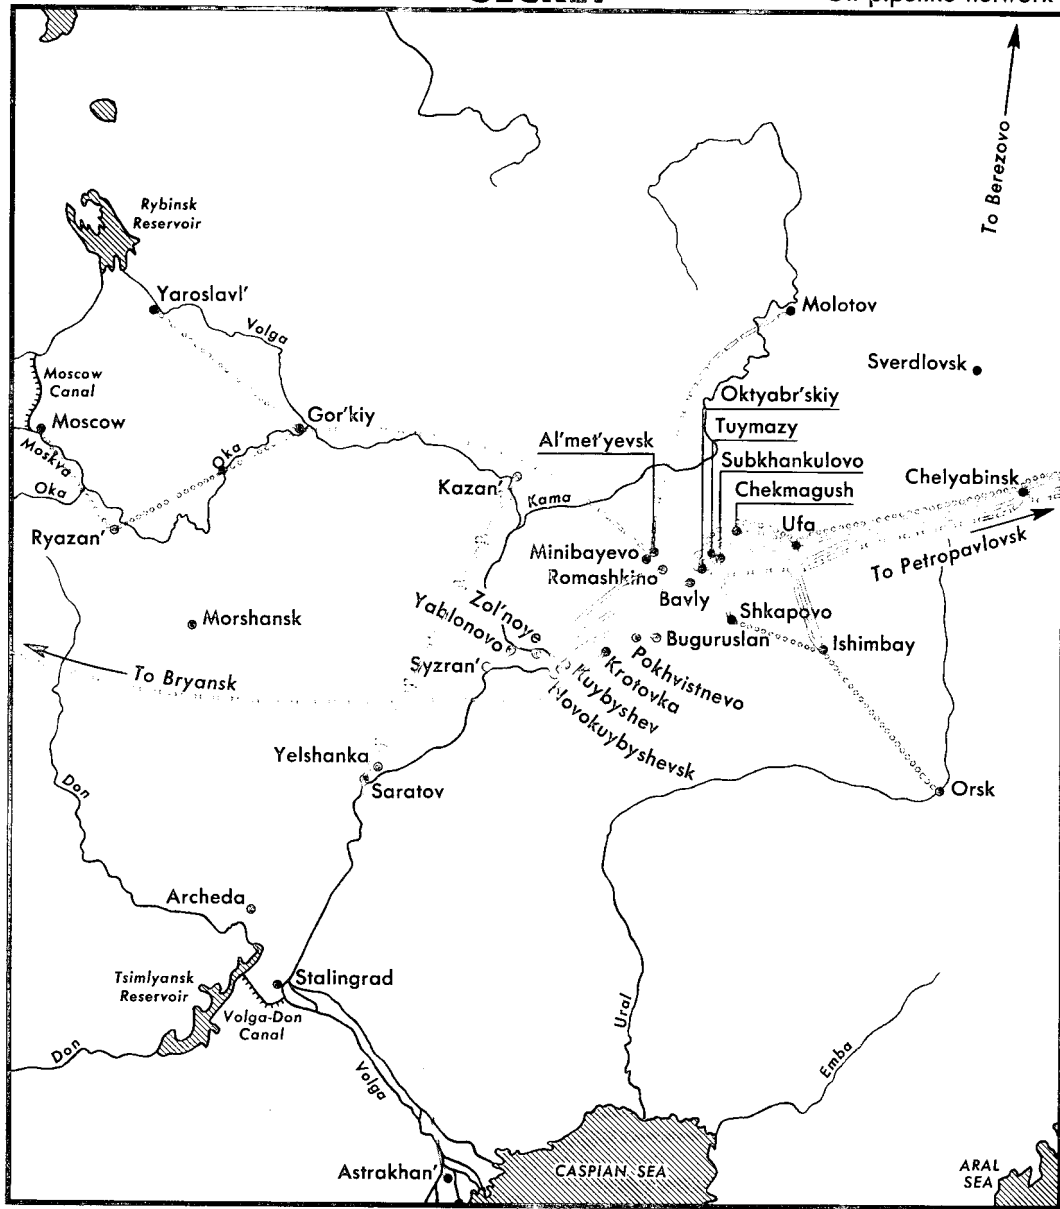 SECRET
Oil pipeline network
To Berezovo
Rybinsk
Reservoir
Yaroslavl'
Volga
Molotov
Sverdlovsk
Moscow
Canal
Moscow
Gor'kiy
Oktyabr'skiy
Tuymazy
Al'met'yevsk
Subkhankulovo
Chekmagush
Moskva
Oka
Oka
Kazan'
Kama
Chelyabinsk
Ufa
Ryazan'
Minibayevo
Romashkino
Bavly
To Petropavlovsk
Zol'noye
Yablonovo
Morshansk
Shkapovo
Buguruslan
Ishimbay
Syzran'
To Bryansk
Pokhvistnevo
Krotovka
Kuybyshev
Novokuybyshevsk
Yelshanka
Saratov
Don
Orsk
Archeda
Tsimlyansk
Reservoir
Stalingrad
Volga-Don
Canal
Don
Volga
Ural
Emba
Astrakhan'
CASPIAN SEA
ARAL
SEA